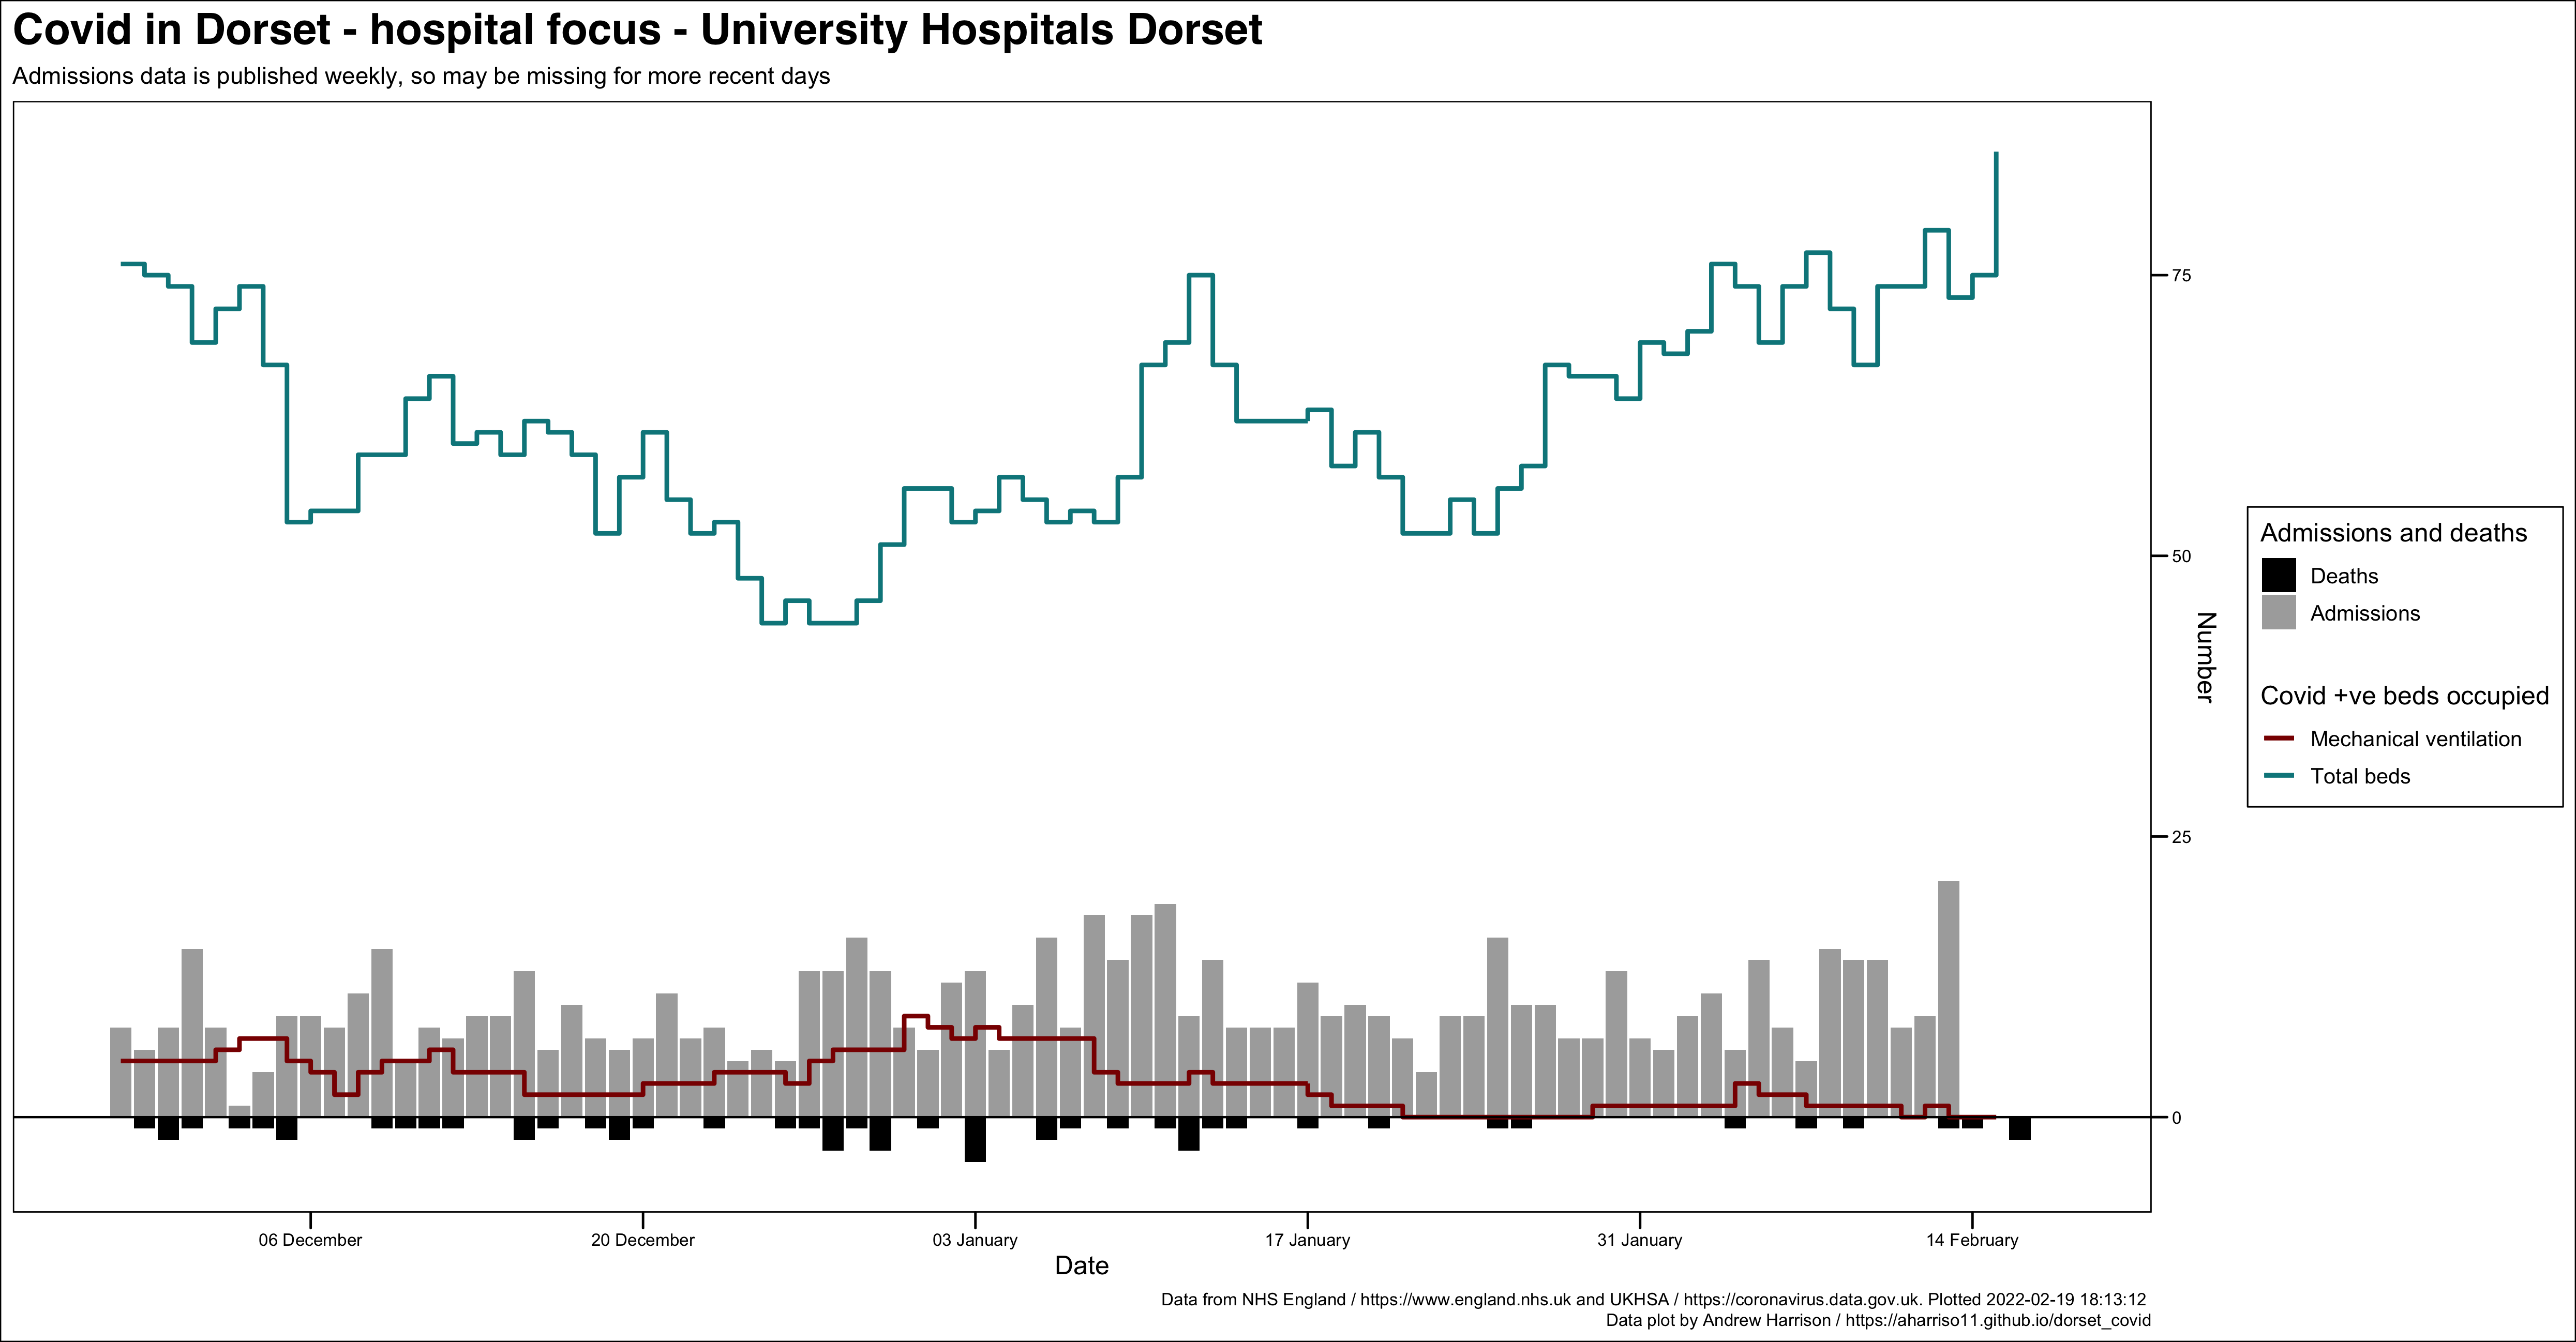 Covid in Dorset - hospital focus - University Hospitals Dorset
Admissions data is published weekly, so may be missing for more recent days
75
50
25
0
Number
Admissions and deaths
Deaths
Admissions
Covid +ve beds occupied
Mechanical ventilation
Total beds
06 December
20 December
03 January
17 January
31 January
14 February
Date
Data from NHS England / https://www.england.nhs.uk and UKHSA / https://coronavirus.data.gov.uk. Plotted 2022-02-19 18:13:12
Data plot by Andrew Harrison / https://aharriso11.github.io/dorset_covid